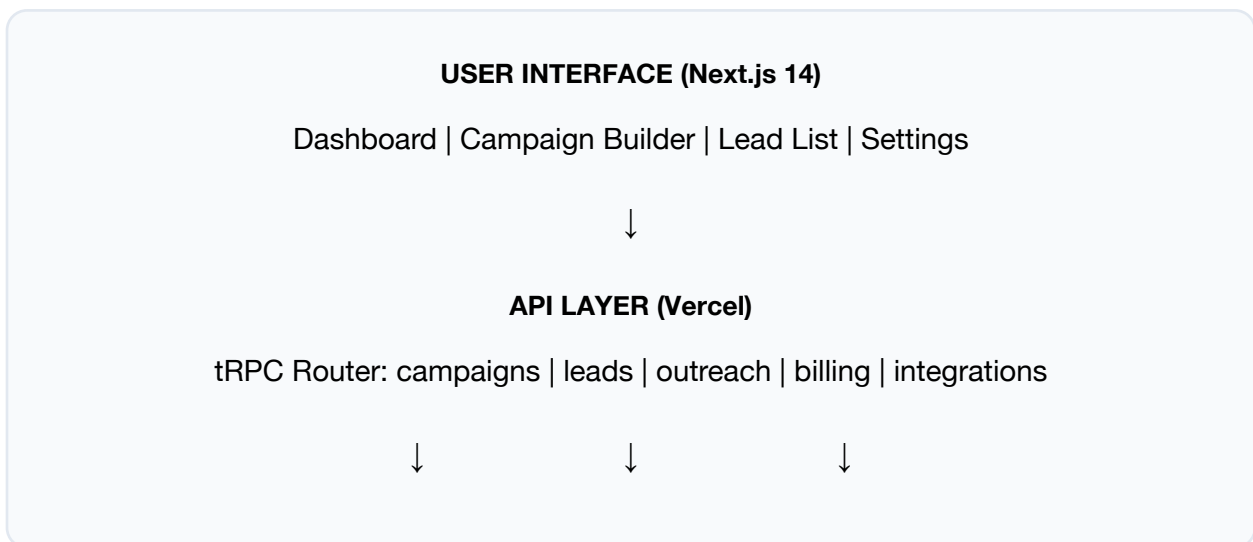 USER INTERFACE (Next.js 14)
Dashboard | Campaign Builder | Lead List | Settings
↓
API LAYER (Vercel)
tRPC Router: campaigns | leads | outreach | billing | integrations
↓ ↓ ↓